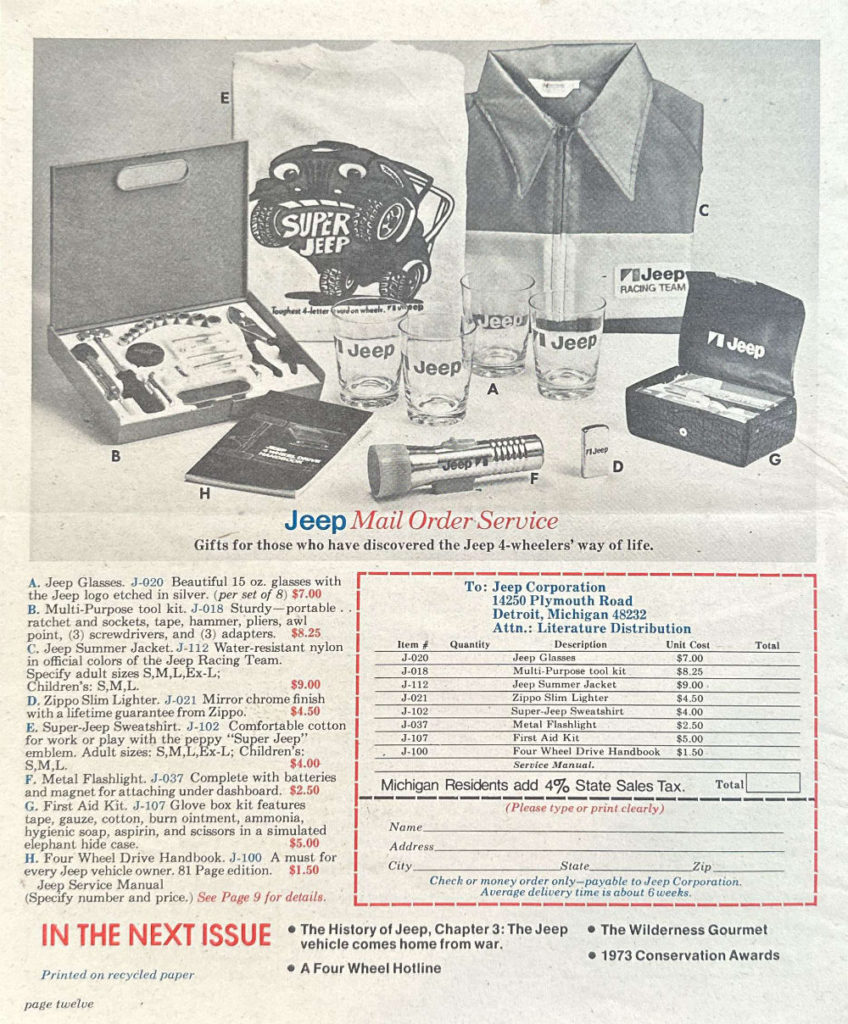 E
SUPER
JEEP
Toughest 4-letter word on wheels. Jeep
C
Jeep
RACING TEAM
Jeep
Jeep
Jeep
Jeep
Jeep
A
B
JEEP
4 WHEEL DRIVE
HANDBOOK
H
Jeep
F
Jeep
D
G
Jeep Mail Order Service
Gifts for those who have discovered the Jeep 4-wheelers' way of life.
A. Jeep Glasses. J-020 Beautiful 15 oz. glasses with
the Jeep logo etched in silver. (per set of 8) $7.00
B. Multi-Purpose tool kit. J-018 Sturdy—portable . .
ratchet and sockets, tape, hammer, pliers, awl
point, (3) screwdrivers, and (3) adapters. $8.25
C. Jeep Summer Jacket. J-112 Water-resistant nylon
in official colors of the Jeep Racing Team.
Specify adult sizes S,M,L,Ex-L;
Children's: S,M,L. $9.00
D. Zippo Slim Lighter. J-021 Mirror chrome finish
with a lifetime guarantee from Zippo. $4.50
E. Super-Jeep Sweatshirt. J-102 Comfortable cotton
for work or play with the peppy "Super Jeep"
emblem. Adult sizes: S,M,L,Ex-L; Children's:
S,M,L. $4.00
F. Metal Flashlight. J-037 Complete with batteries
and magnet for attaching under dashboard. $2.50
G. First Aid Kit. J-107 Glove box kit features
tape, gauze, cotton, burn ointment, ammonia,
hygienic soap, aspirin, and scissors in a simulated
elephant hide case. $5.00
H. Four Wheel Drive Handbook. J-100 A must for
every Jeep vehicle owner. 81 Page edition. $1.50
Jeep Service Manual
(Specify number and price.) See Page 9 for details.
To: Jeep Corporation
14250 Plymouth Road
Detroit, Michigan 48232
Attn.: Literature Distribution
Item # Quantity Description Unit Cost Total
J-020 Jeep Glasses $7.00
J-018 Multi-Purpose tool kit $8.25
J-112 Jeep Summer Jacket $9.00
J-021 Zippo Slim Lighter $4.50
J-102 Super-Jeep Sweatshirt $4.00
J-037 Metal Flashlight $2.50
J-107 First Aid Kit $5.00
J-100 Four Wheel Drive Handbook $1.50
Service Manual.
Michigan Residents add 4% State Sales Tax. Total
(Please type or print clearly)
Name
Address
City State Zip
Check or money order only—payable to Jeep Corporation.
Average delivery time is about 6 weeks.
IN THE NEXT ISSUE
• The History of Jeep, Chapter 3: The Jeep
vehicle comes home from war.
• A Four Wheel Hotline
• The Wilderness Gourmet
• 1973 Conservation Awards
Printed on recycled paper
page twelve